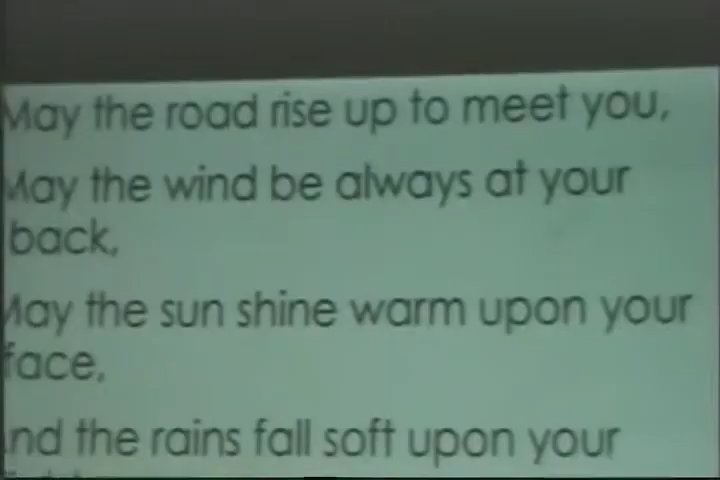 May the road rise up to meet you,
May the wind be always at your
back,
May the sun shine warm upon your
face,
And the rains fall soft upon your